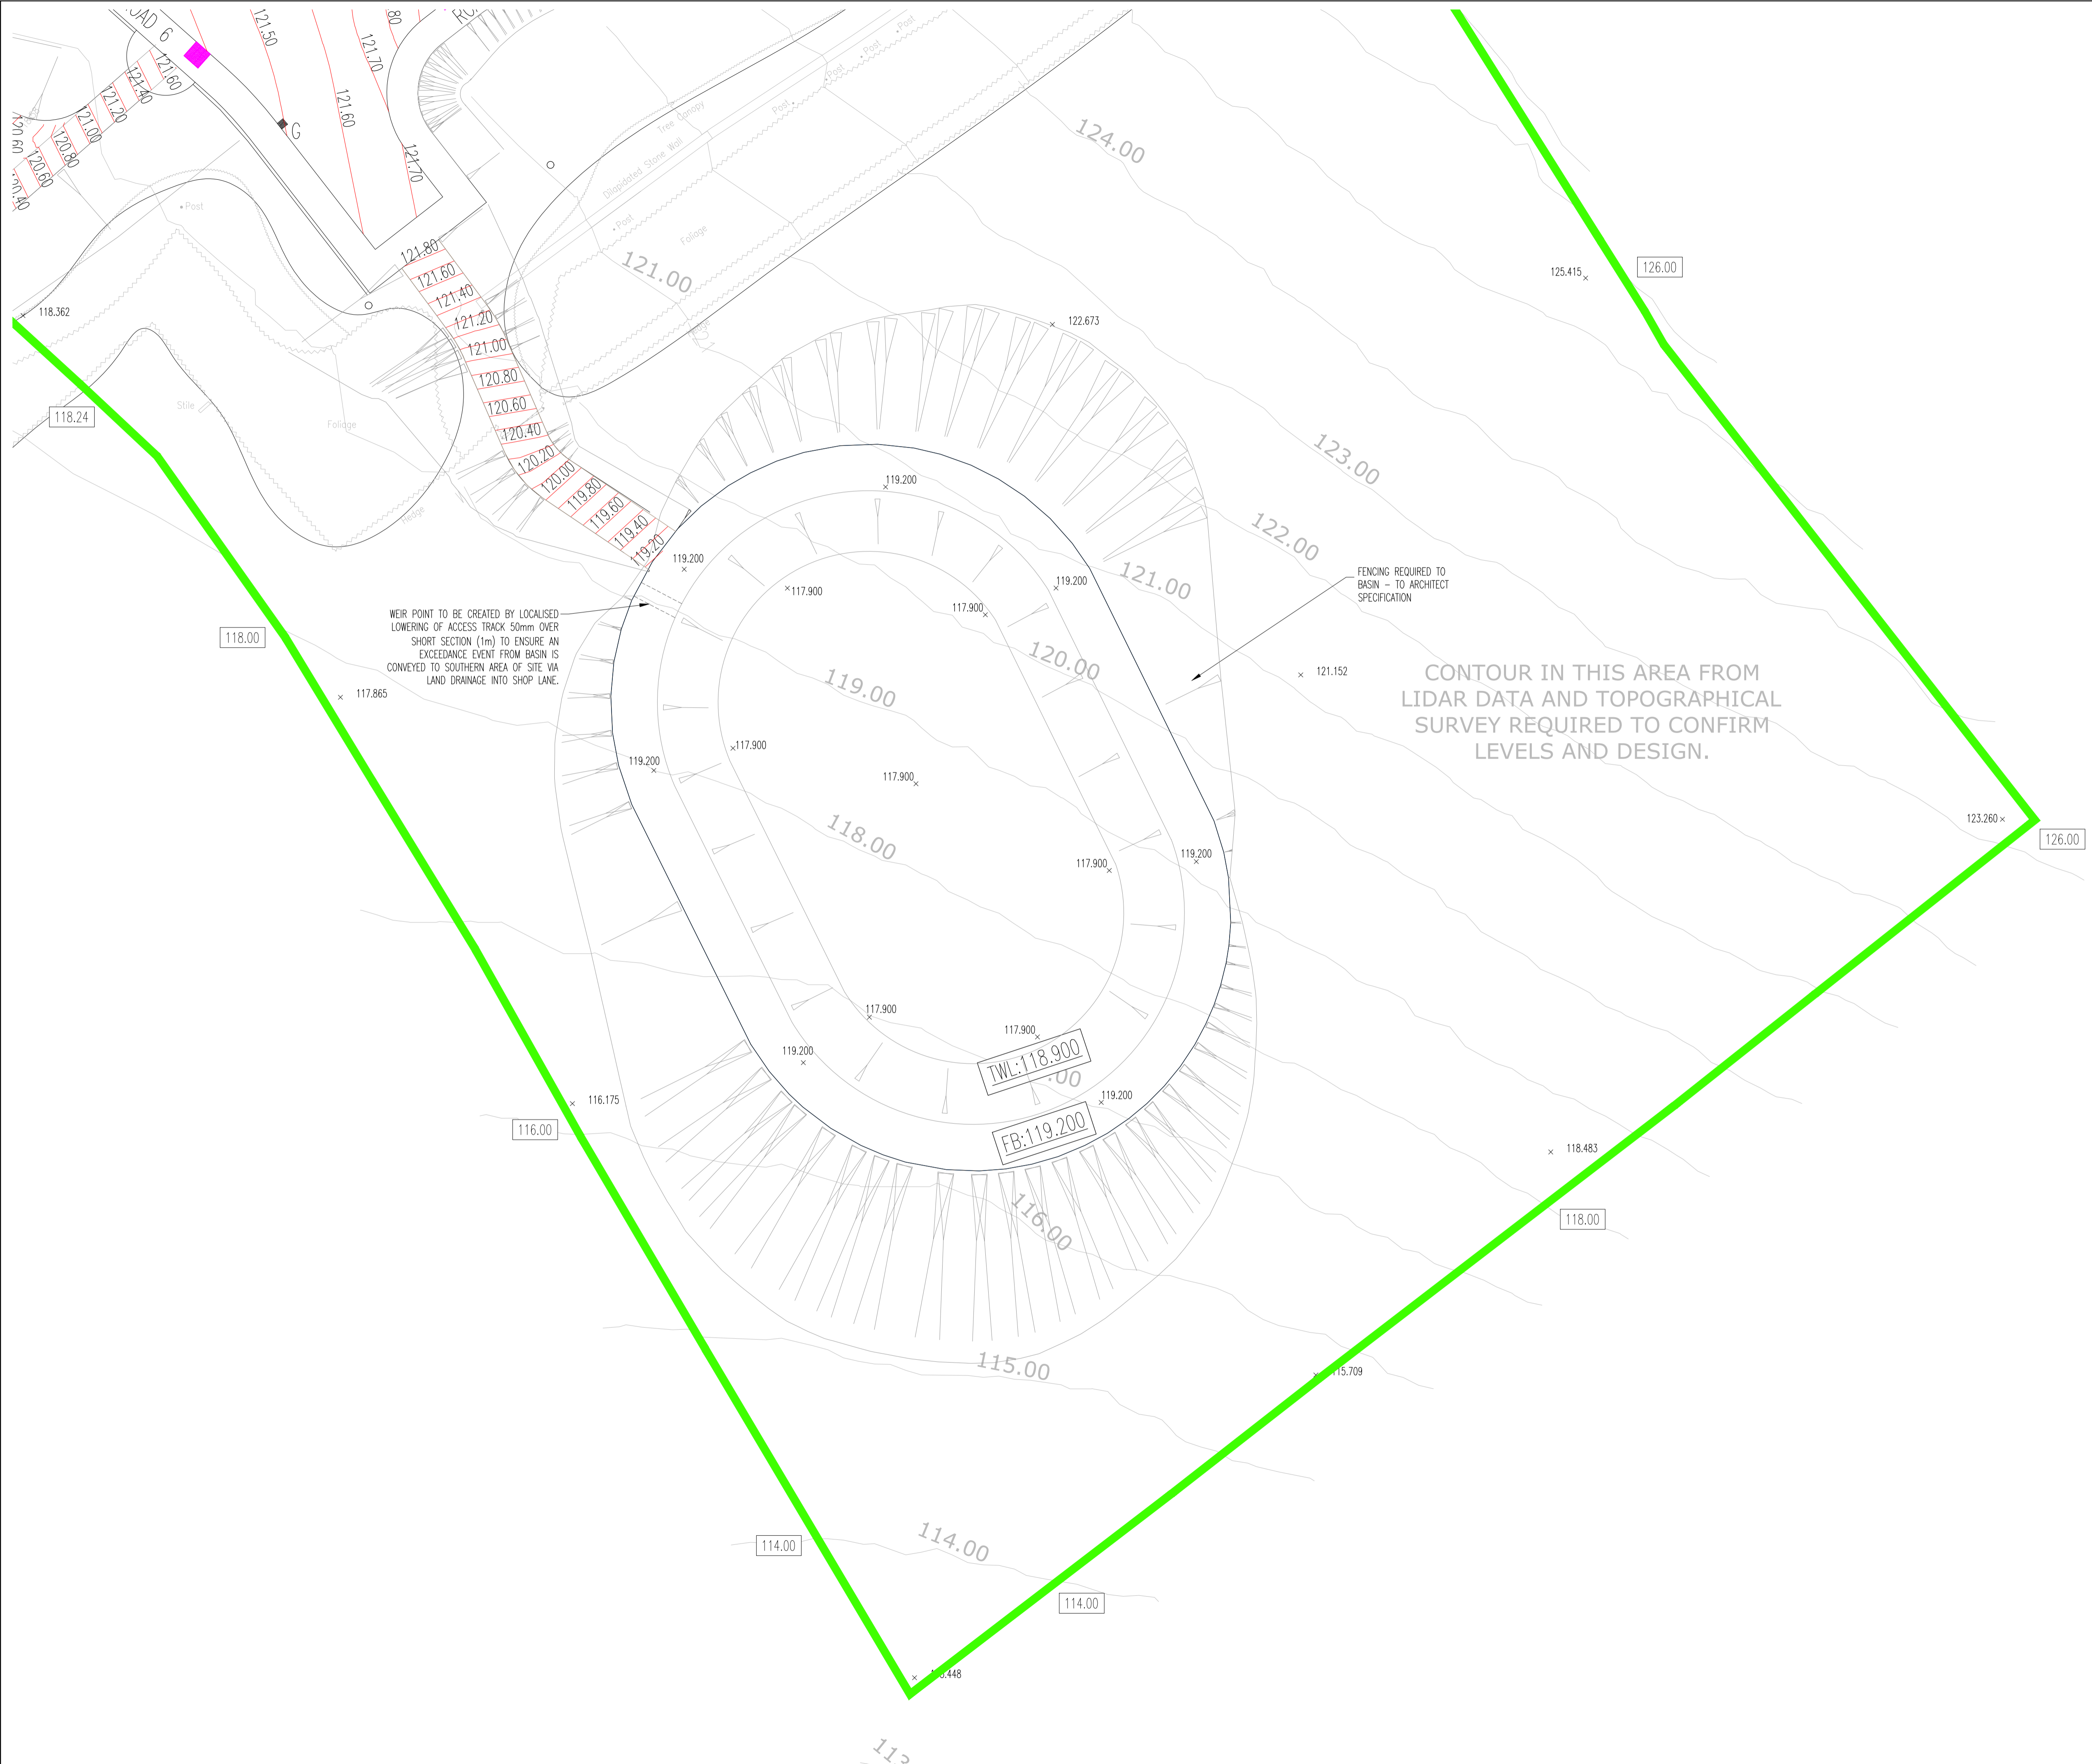 121.50
121.70
121.60
121.60
121.40
121.20
121.00
120.80
120.60
120.60
121.70
G
Post
Post
Post
Post
Tree Canopy
Dilapidated Stone Wall
Post
Foliage
Post
124.00
121.00
125.415
126.00
118.362
122.673
121.80
121.60
121.40
121.20
121.00
120.80
120.60
120.40
120.20
120.00
119.80
119.60
119.40
119.20
118.24
Stile
Foliage
Hedge
123.00
122.00
121.00
120.00
119.00
118.00
119.200
119.200
119.200
117.900
117.900
FENCING REQUIRED TO
BASIN – TO ARCHITECT
SPECIFICATION
WEIR POINT TO BE CREATED BY LOCALISED
LOWERING OF ACCESS TRACK 50mm OVER
SHORT SECTION (1m) TO ENSURE AN
EXCEEDANCE EVENT FROM BASIN IS
CONVEYED TO SOUTHERN AREA OF SITE VIA
LAND DRAINAGE INTO SHOP LANE.
118.00
117.865
121.152
CONTOUR IN THIS AREA FROM
LIDAR DATA AND TOPOGRAPHICAL
SURVEY REQUIRED TO CONFIRM
LEVELS AND DESIGN.
117.900
119.200
117.900
123.260
126.00
117.900
119.200
117.900
117.900
119.200
TWL:118.900
119.200
FB:119.200
116.175
116.00
116.00
118.483
118.00
115.00
115.709
114.00
114.00
114.00